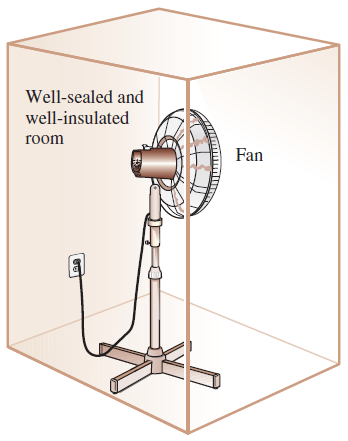 Well-sealed and
well-insulated
room
Fan